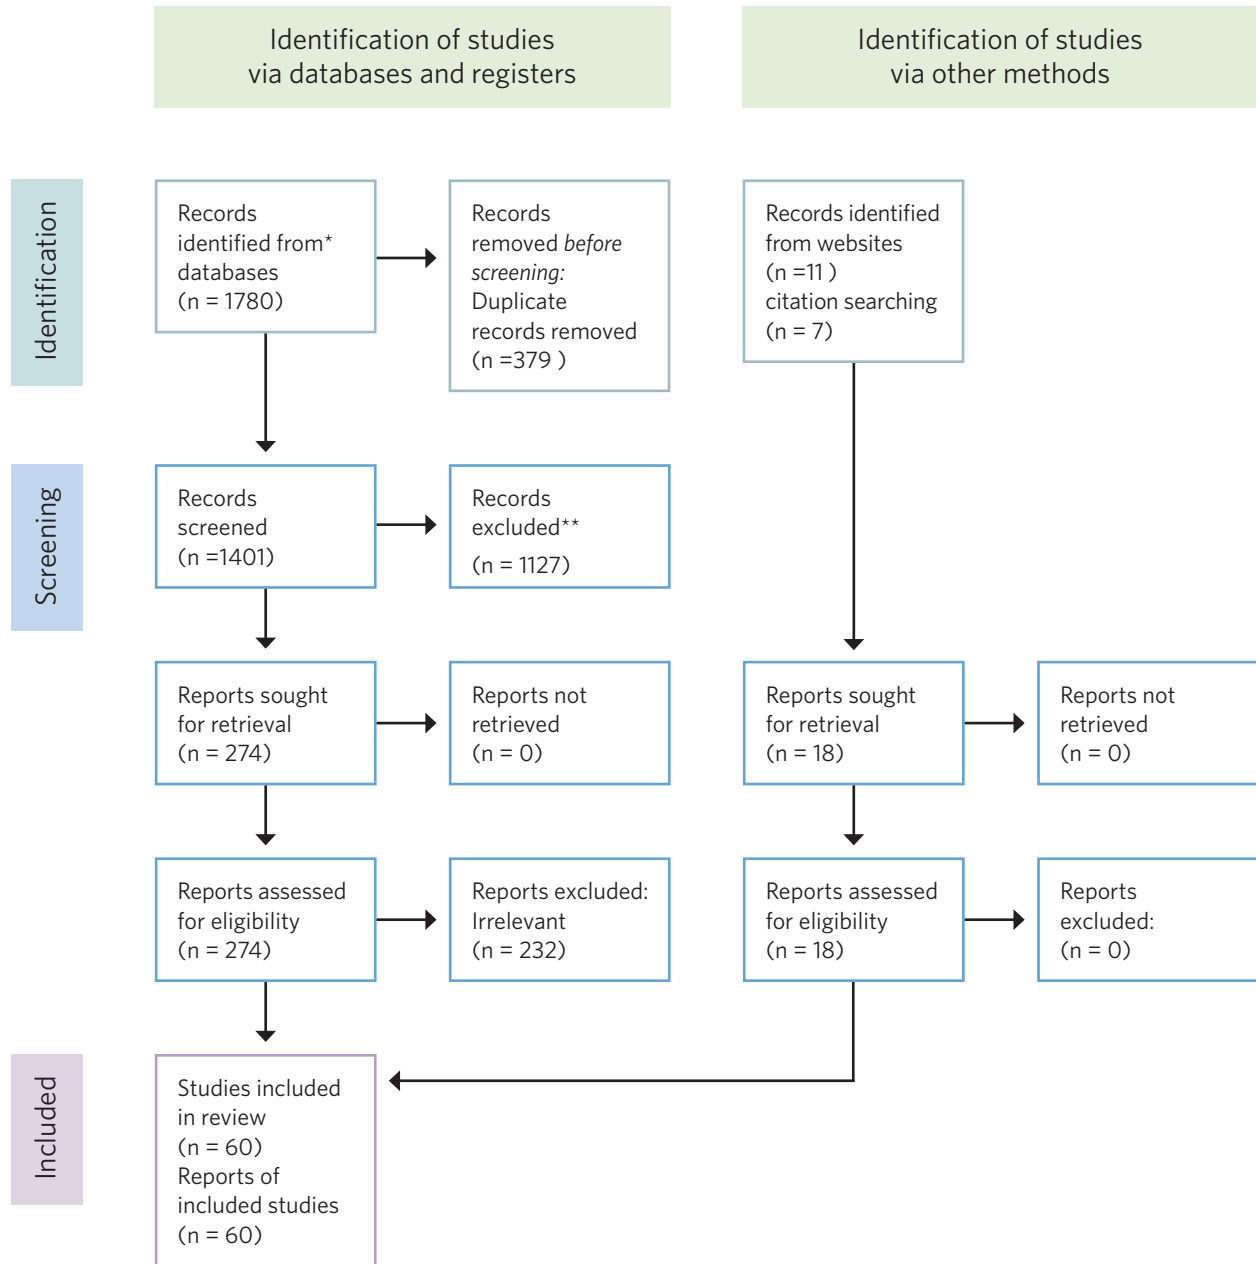 Identification of studies
via databases and registers
Identification of studies
via other methods
Identification
Records
identified from*
databases
(n = 1780)
Records
removed before
screening:
Duplicate
records removed
(n =379 )
Records identified
from websites
(n =11 )
citation searching
(n = 7)
Screening
Records
screened
(n =1401)
Records
excluded**
(n = 1127)
Reports sought
for retrieval
(n = 274)
Reports not
retrieved
(n = 0)
Reports sought
for retrieval
(n = 18)
Reports not
retrieved
(n = 0)
Reports assessed
for eligibility
(n = 274)
Reports excluded:
Irrelevant
(n = 232)
Reports assessed
for eligibility
(n = 18)
Reports
excluded:
(n = 0)
Included
Studies included
in review
(n = 60)
Reports of
included studies
(n = 60)